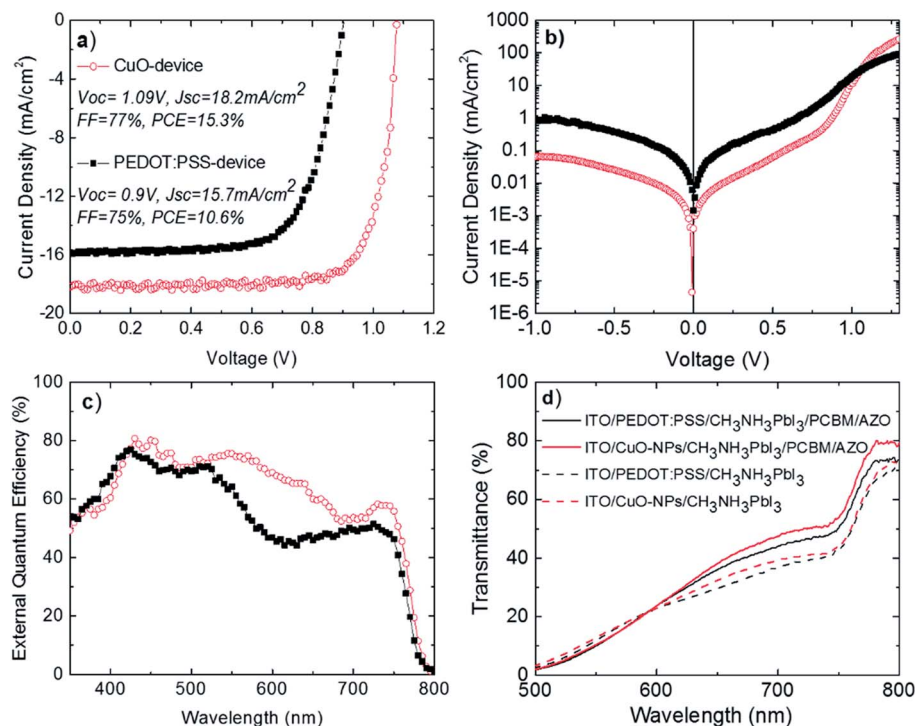 a)
CuO-device
Voc= 1.09V, Jsc=18.2mA/cm2
FF=77%, PCE=15.3%
PEDOT:PSS-device
Voc= 0.9V, Jsc=15.7mA/cm2
FF=75%, PCE=10.6%
0
-4
-8
-12
-16
-20
Current Density (mA/cm2)
0.0 0.2 0.4 0.6 0.8 1.0 1.2
Voltage (V)
b)
1000
100
10
1
0.1
0.01
1E-3
1E-4
1E-5
1E-6
Current Density (mA/cm2)
-1.0 -0.5 0.0 0.5 1.0
Voltage (V)
c)
100
80
60
40
20
0
External Quantum Efficiency (%)
400 500 600 700 800
Wavelength (nm)
d)
ITO/PEDOT:PSS/CH3NH3PbI3/PCBM/AZO
ITO/CuO-NPs/CH3NH3PbI3/PCBM/AZO
ITO/PEDOT:PSS/CH3NH3PbI3
ITO/CuO-NPs/CH3NH3PbI3
100
80
60
40
20
0
Transmittance (%)
500 600 700 800
Wavelength (nm)